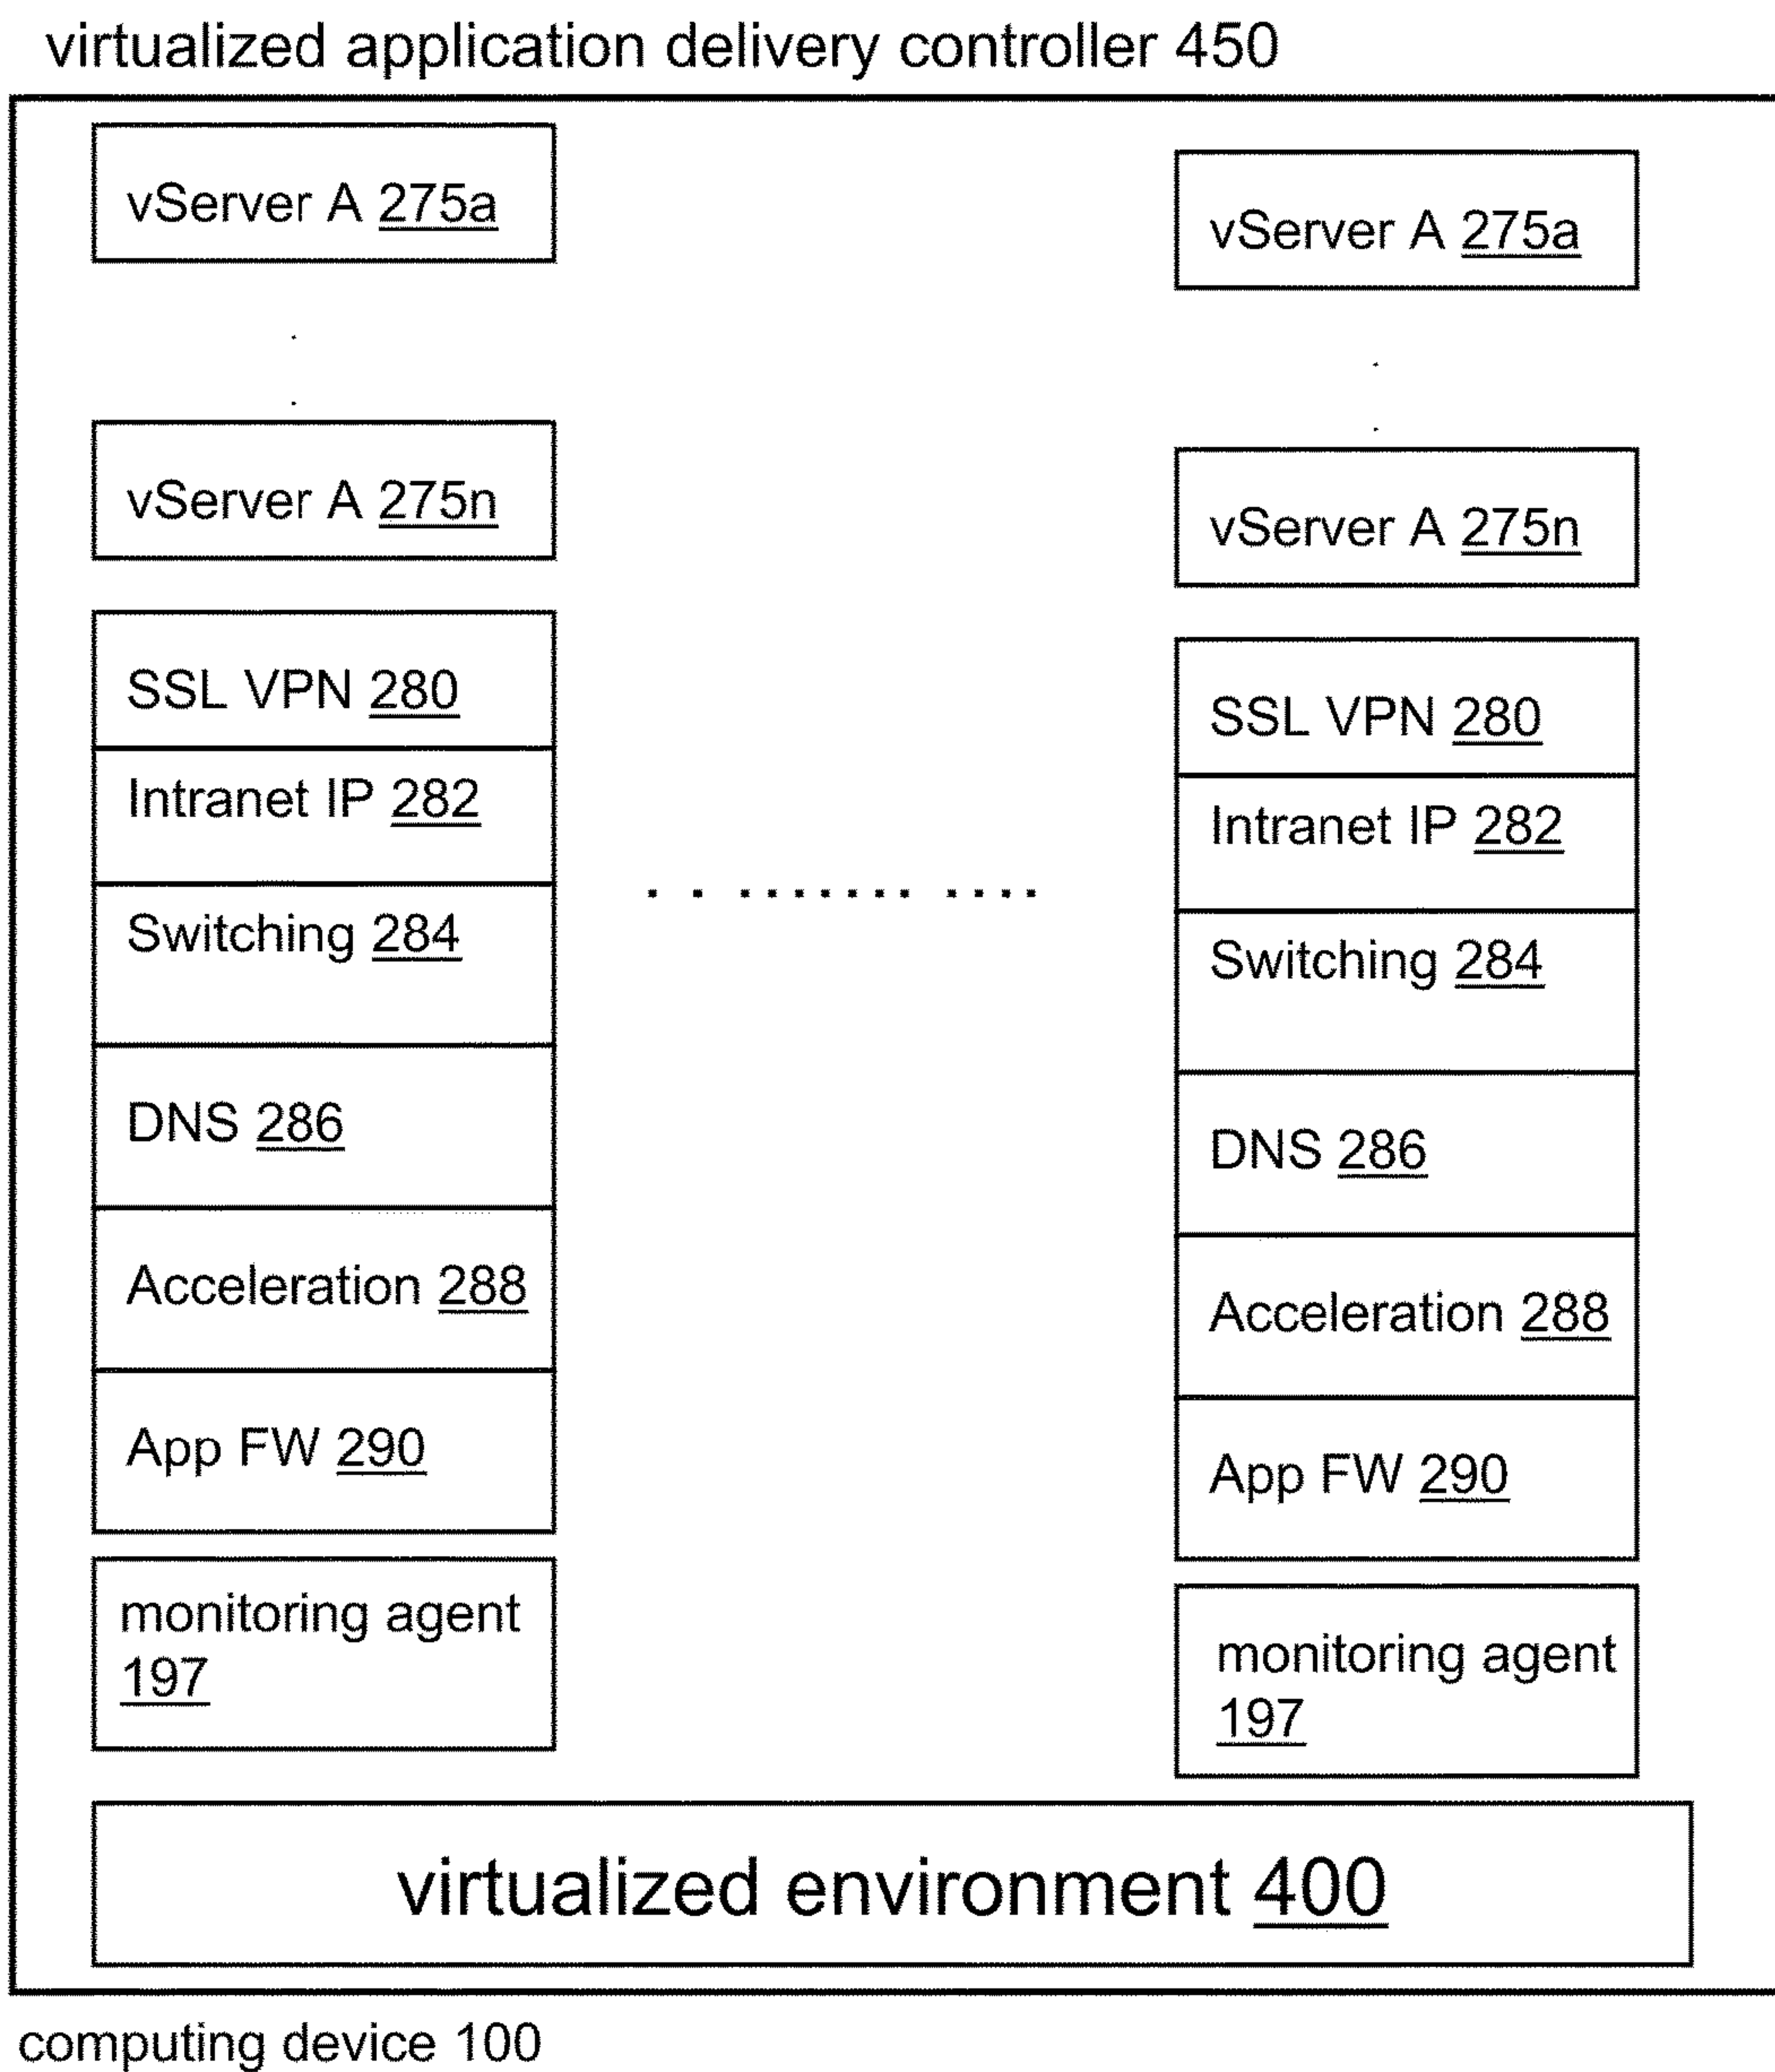 virtualized application delivery controller 450
vServer A 275a
vServer A 275n
SSL VPN 280
Intranet IP 282
Switching 284
DNS 286
Acceleration 288
App FW 290
monitoring agent
197
vServer A 275a
vServer A 275n
SSL VPN 280
Intranet IP 282
Switching 284
DNS 286
Acceleration 288
App FW 290
monitoring agent
197
virtualized environment 400
computing device 100